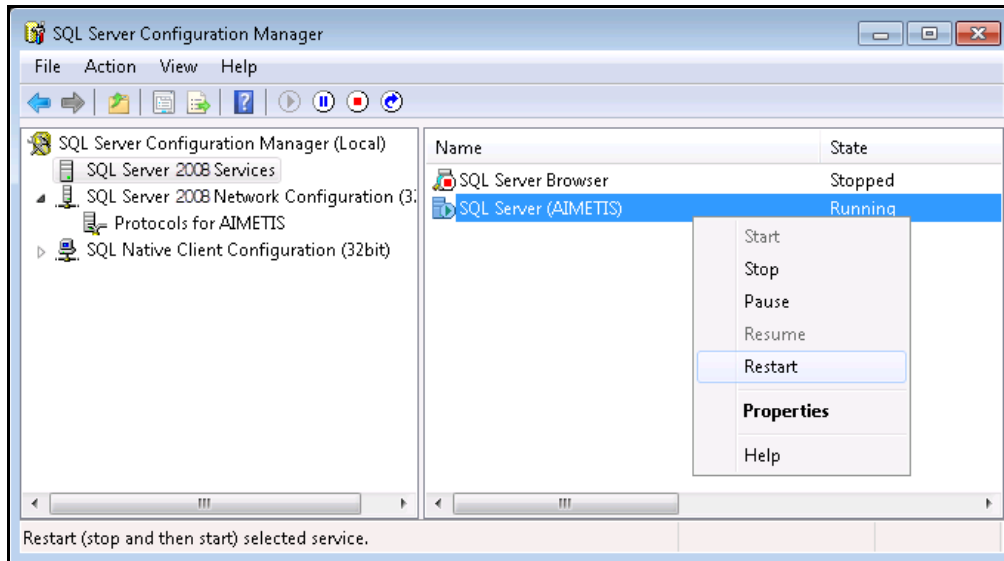 SQL Server Configuration Manager
File Action View Help
SQL Server Configuration Manager (Local)
SQL Server 2008 Services
SQL Server 2008 Network Configuration (3:
Protocols for AIMETIS
SQL Native Client Configuration (32bit)
Name State
SQL Server Browser Stopped
SQL Server (AIMETIS) Running
Start
Stop
Pause
Resume
Restart
Properties
Help
Restart (stop and then start) selected service.